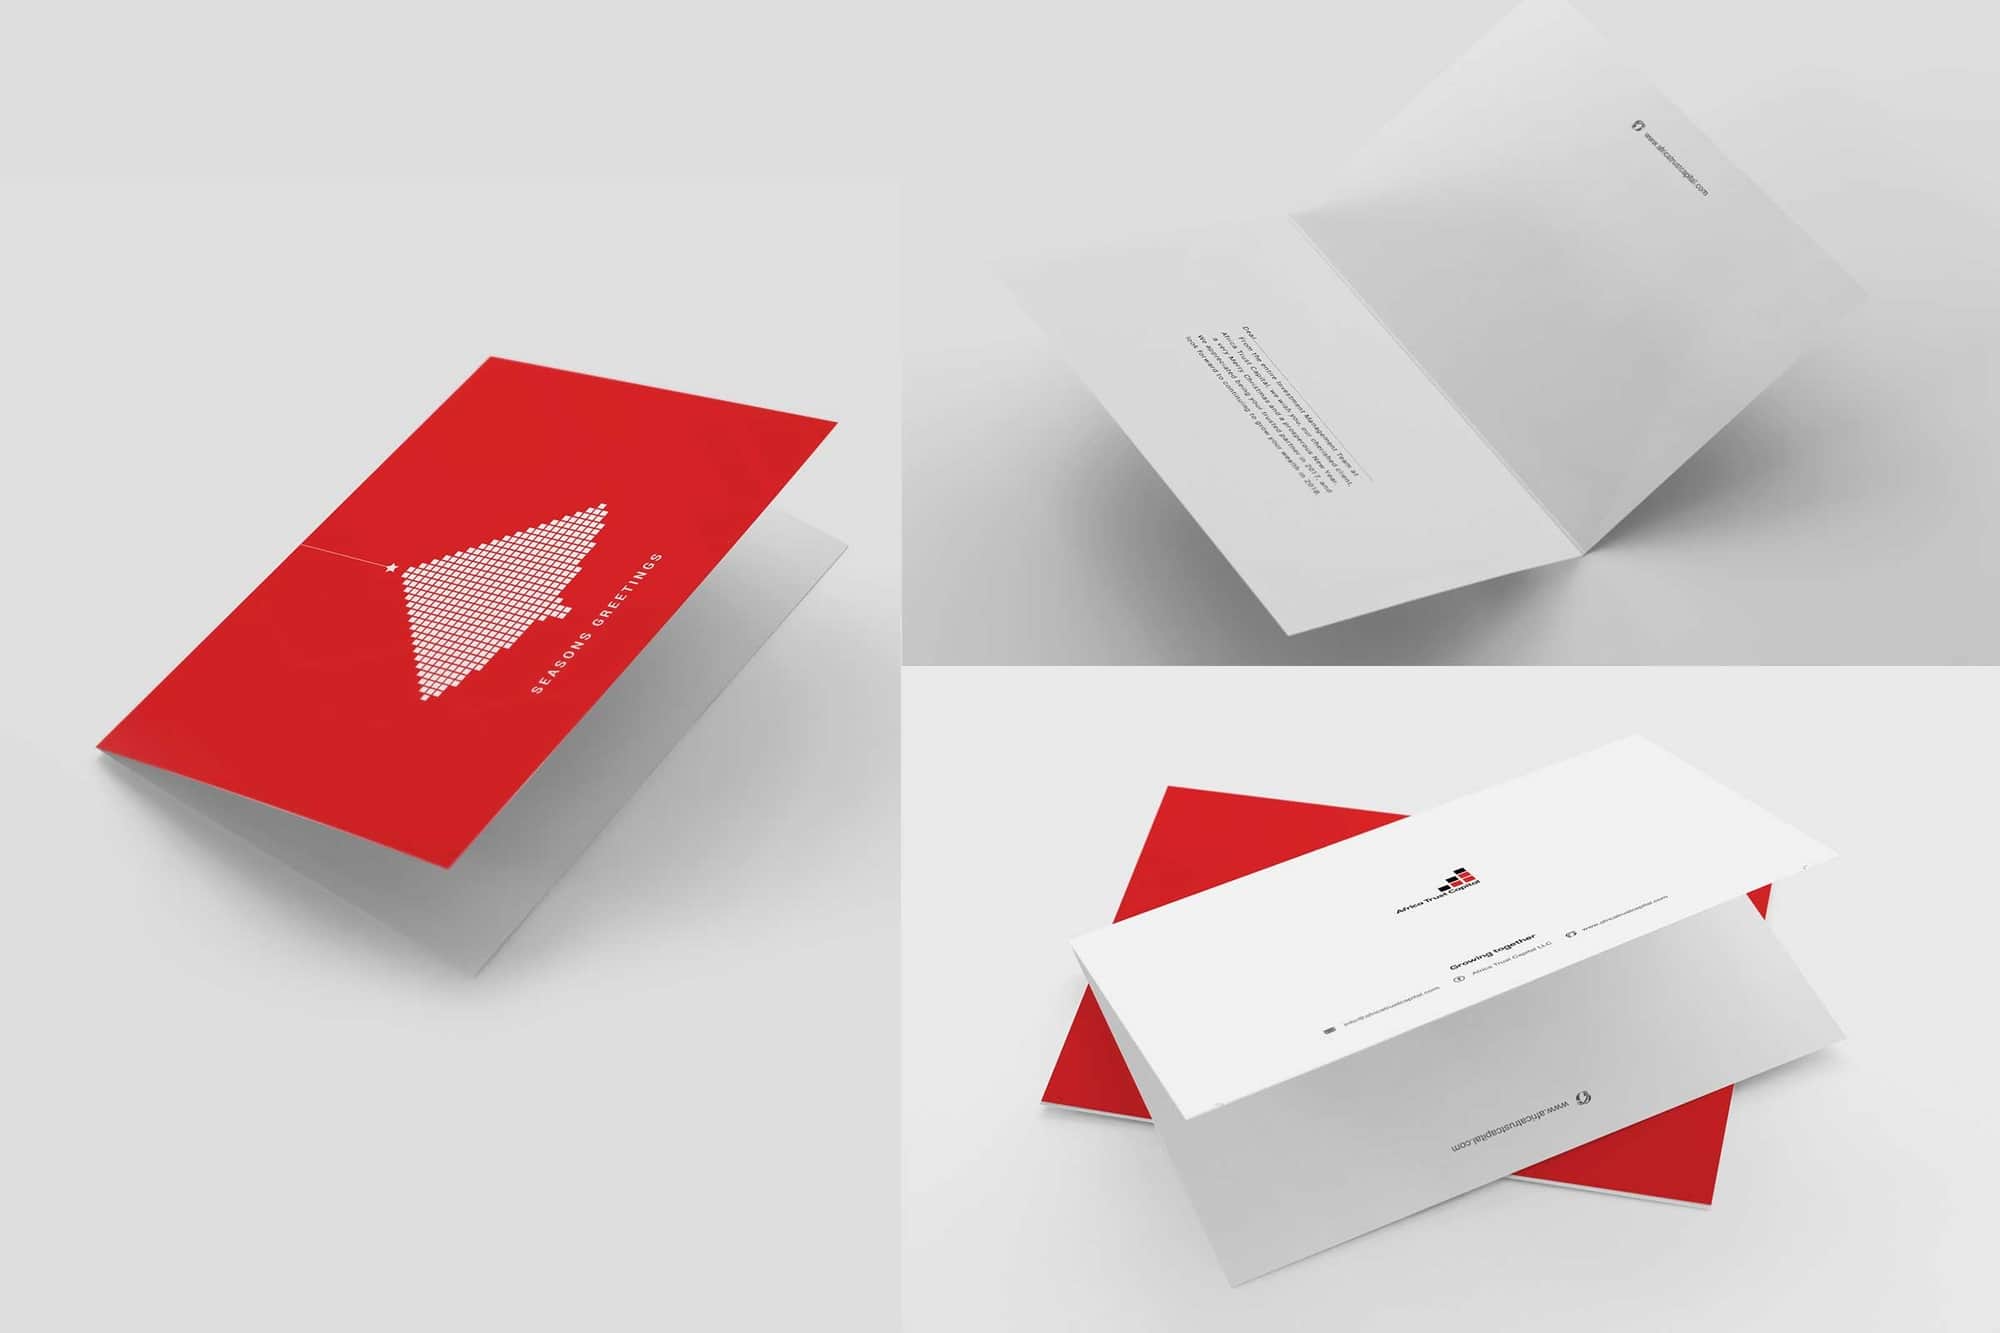 SEASONS GREETINGS
www.africatrustcapital.com
Dear
From the entire Investment Management Team at
Africa Trust Capital, we wish you, our cherished client,
a very Merry Christmas and a prosperous New Year.
We appreciated being your trusted partner in 2017, and
look forward to continuing to grow your wealth in 2018.
Africa Trust Capital
Growing together
info@africatrustcapital.com Africa Trust Capital LLC www.africatrustcapital.com
www.africatrustcapital.com